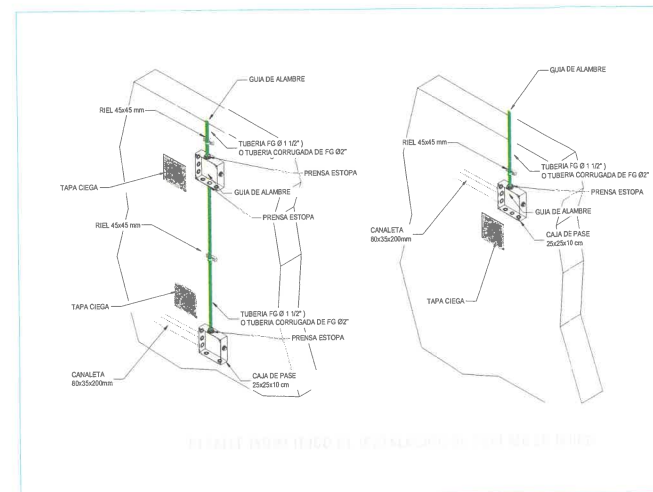 GUIA DE ALAMBRE
RIEL 45x45 mm
TUBERIA FG Ø 1 1/2" )
O TUBERIA CORRUGADA DE FG Ø2"
PRENSA ESTOPA
TAPA CIEGA
GUIA DE ALAMBRE
PRENSA ESTOPA
RIEL 45x45 mm
TAPA CIEGA
TUBERIA FG Ø 1 1/2" )
O TUBERIA CORRUGADA DE FG Ø2"
PRENSA ESTOPA
CANALETA
80x35x200mm
CAJA DE PASE
25x25x10 cm
GUIA DE ALAMBRE
RIEL 45x45 mm
TUBERIA FG Ø 1 1/2" )
O TUBERIA CORRUGADA DE FG Ø2"
PRENSA ESTOPA
GUIA DE ALAMBRE
CANALETA
80x35x200mm
CAJA DE PASE
25x25x10 cm
TAPA CIEGA